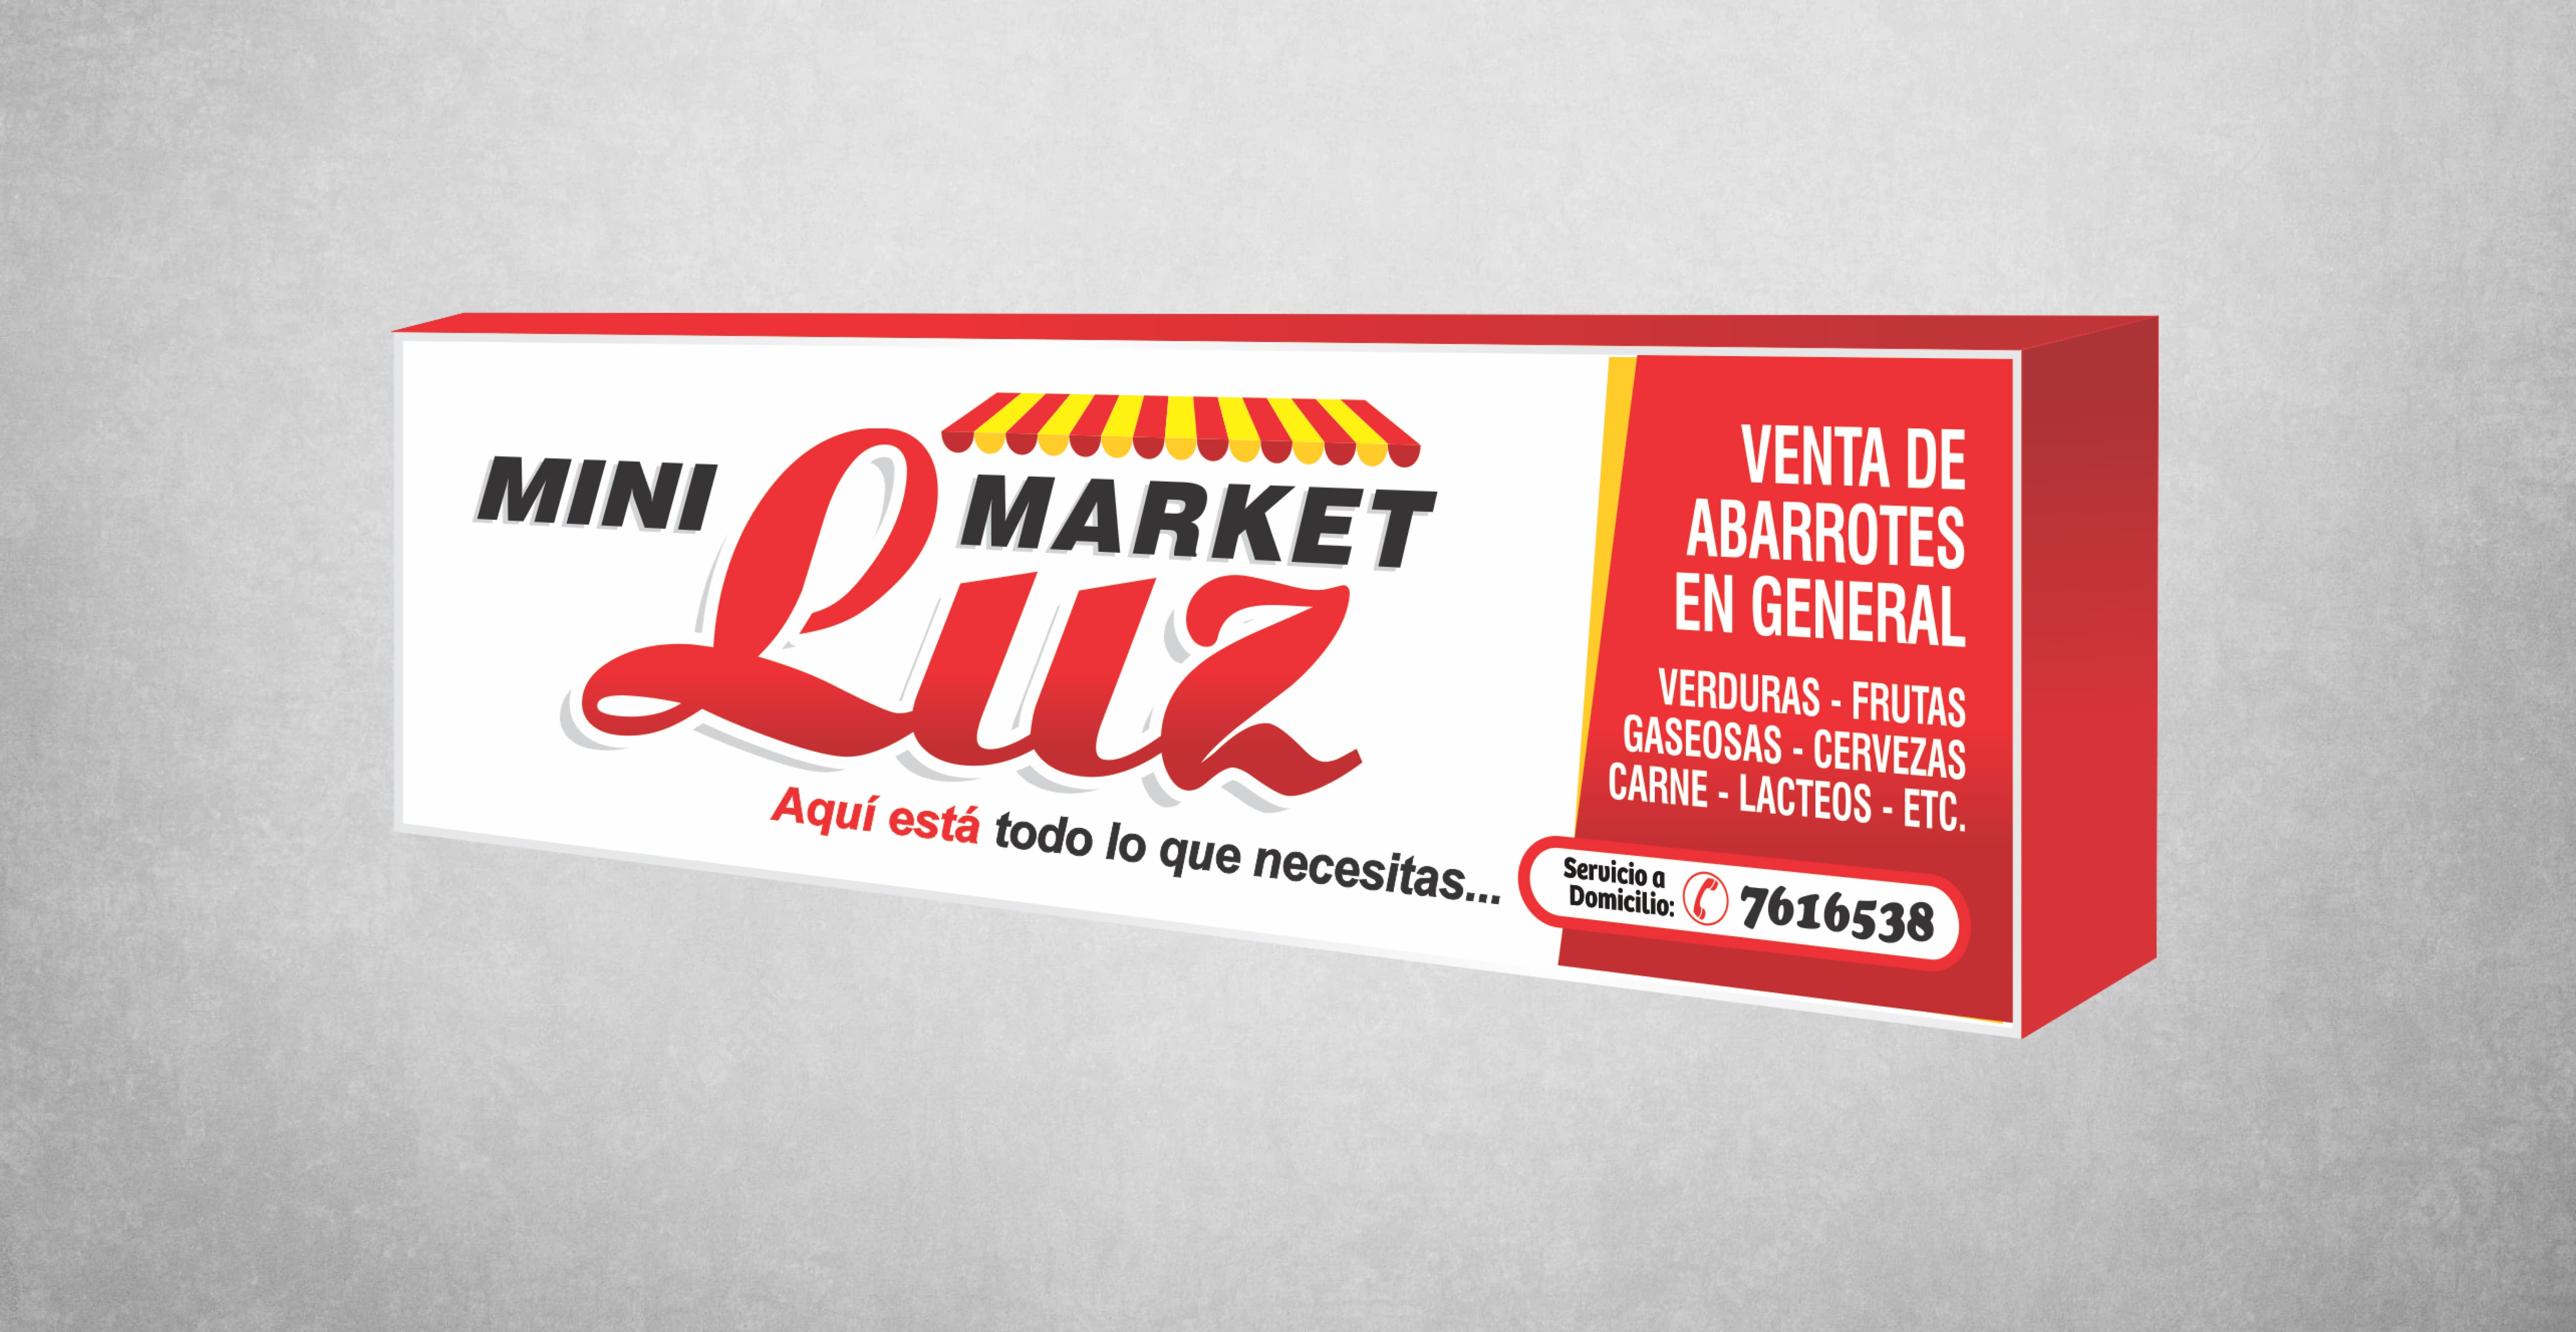 MINI MARKET
Luz
Aquí está todo lo que necesitas...
VENTA DE
ABARROTES
EN GENERAL
VERDURAS - FRUTAS
GASEOSAS - CERVEZAS
CARNE - LACTEOS - ETC.
Servicio a
Domicilio: 7616538